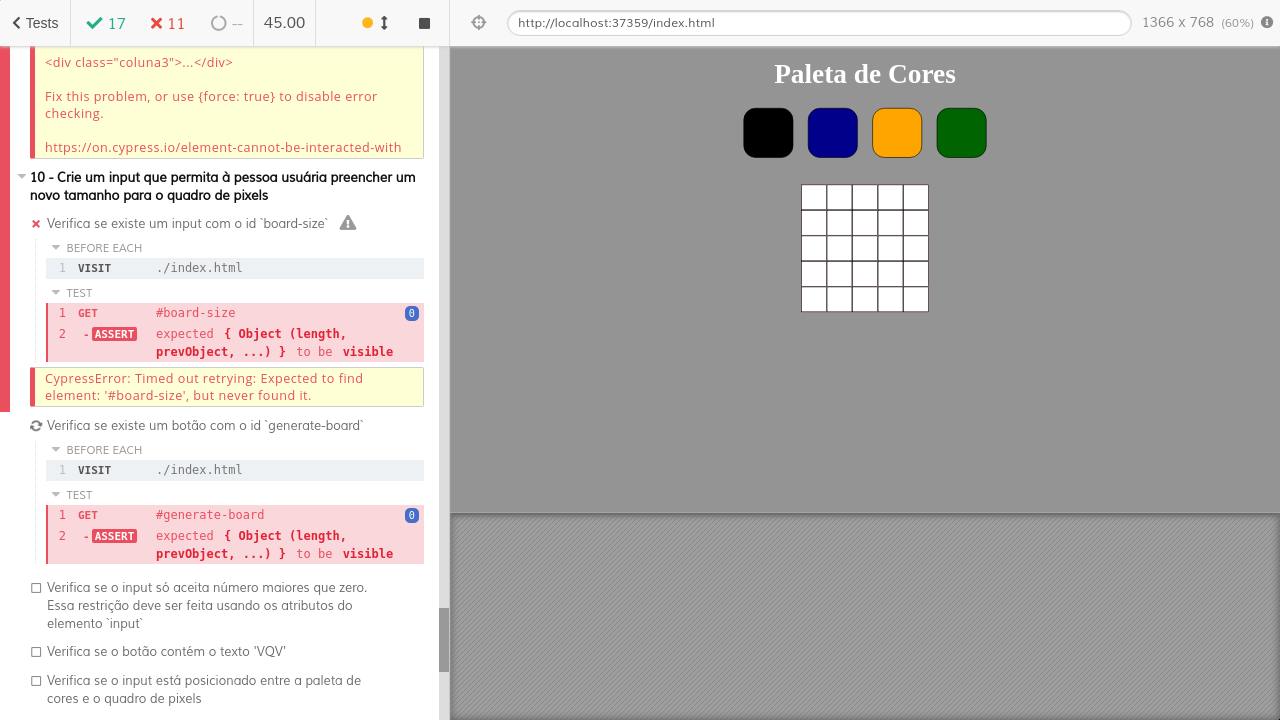 Tests
17
11
--
45.00
http://localhost:37359/index.html
1366 x 768 (60%)
<div class="coluna3">...</div>
Fix this problem, or use {force: true} to disable error
checking.
https://on.cypress.io/element-cannot-be-interacted-with
10 - Crie um input que permita à pessoa usuária preencher um
novo tamanho para o quadro de pixels
Verifica se existe um input com o id `board-size`
BEFORE EACH
1 VISIT ./index.html
TEST
1 GET #board-size 0
2 - ASSERT expected { Object (length,
prevObject, ...) } to be visible
CypressError: Timed out retrying: Expected to find
element: '#board-size', but never found it.
Verifica se existe um botão com o id `generate-board`
BEFORE EACH
1 VISIT ./index.html
TEST
1 GET #generate-board 0
2 - ASSERT expected { Object (length,
prevObject, ...) } to be visible
Verifica se o input só aceita número maiores que zero.
Essa restrição deve ser feita usando os atributos do
elemento `input`
Verifica se o botão contém o texto 'VQV'
Verifica se o input está posicionado entre a paleta de
cores e o quadro de pixels
Paleta de Cores